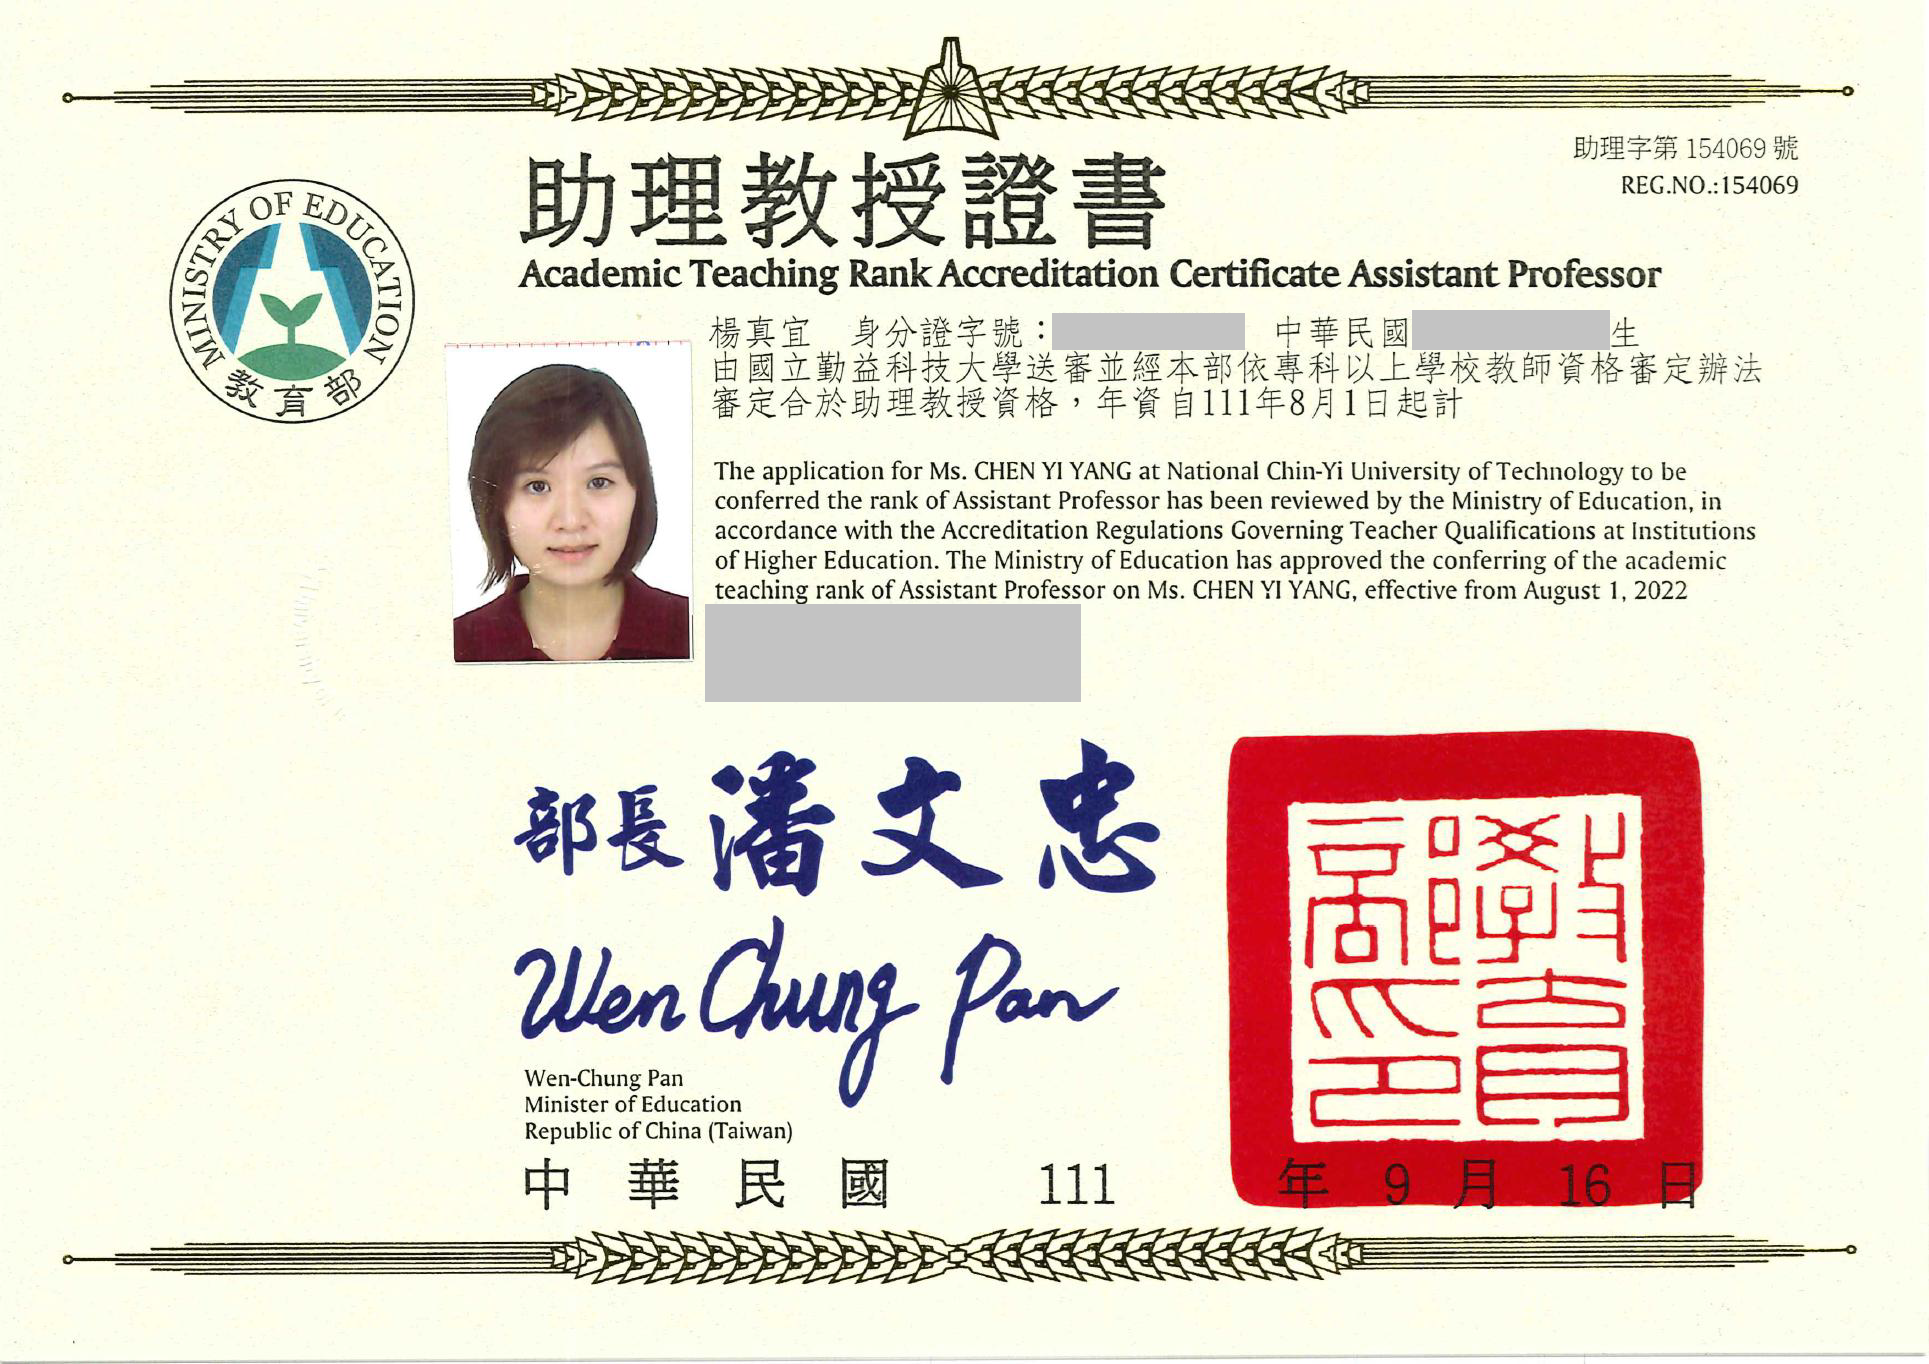 助理字第 154069 號
REG.NO.:154069
MINISTRY OF EDUCATION
教育部
助理教授證書
Academic Teaching Rank Accreditation Certificate Assistant Professor
楊真宜 身分證字號: 中華民國 生
由國立勤益科技大學送審並經本部依專科以上學校教師資格審定辦法
審定合於助理教授資格,年資自111年8月1日起計
The application for Ms. CHEN YI YANG at National Chin-Yi University of Technology to be
conferred the rank of Assistant Professor has been reviewed by the Ministry of Education, in
accordance with the Accreditation Regulations Governing Teacher Qualifications at Institutions
of Higher Education. The Ministry of Education has approved the conferring of the academic
teaching rank of Assistant Professor on Ms. CHEN YI YANG, effective from August 1, 2022
部長 潘文忠
Wen Chung Pan
Wen-Chung Pan
Minister of Education
Republic of China (Taiwan)
教育部印
中華民國 111 年 9 月 16 日